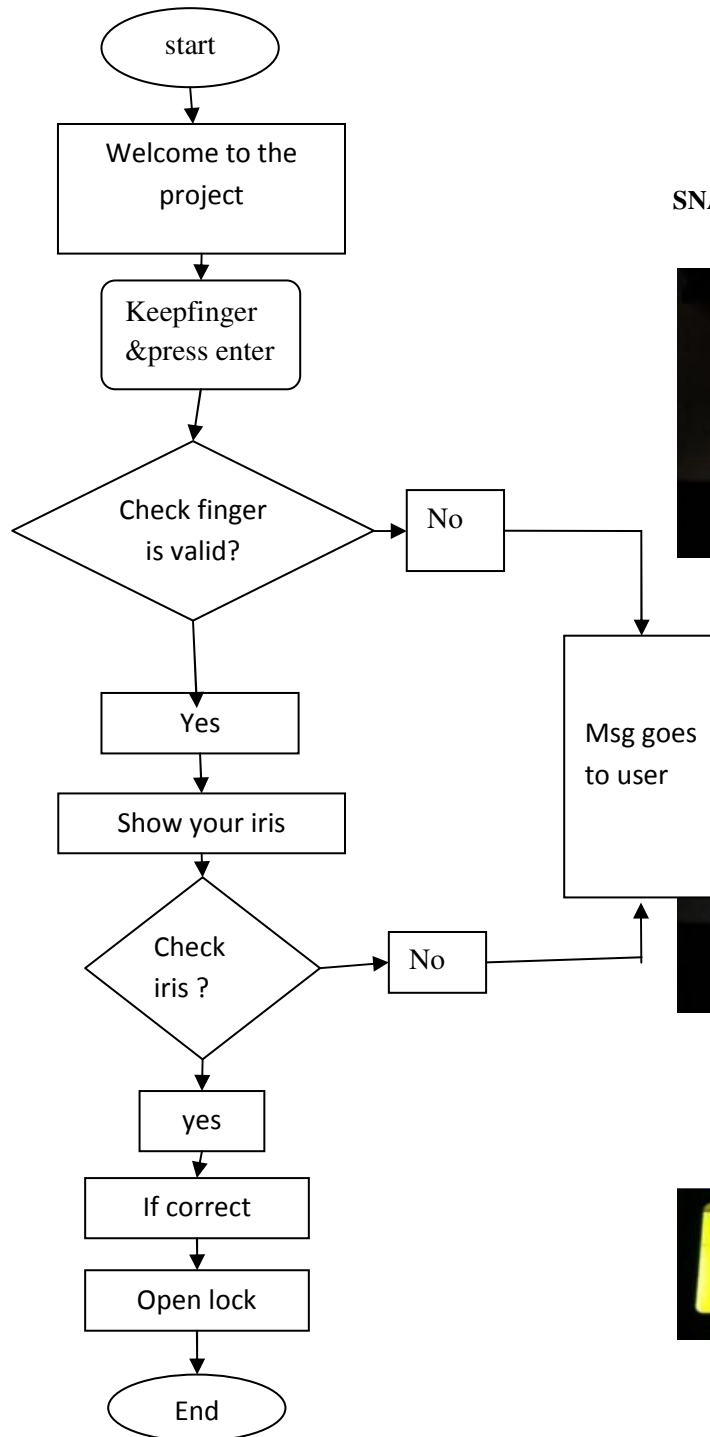 start
Welcome to the
project
Keepfinger
&press enter
Check finger
is valid?
No
Yes
Msg goes
to user
Show your iris
Check
iris ?
No
yes
If correct
Open lock
End